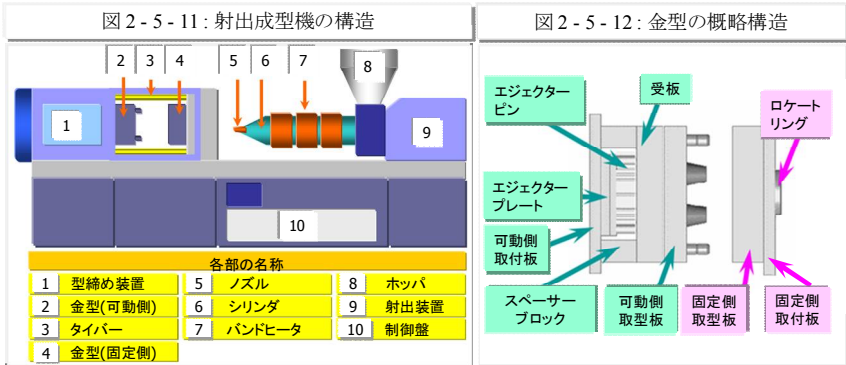 図 2 - 5 - 11 : 射出成型機の構造
2
3
4
5
6
7
8
1
9
10
各部の名称
1 型締め装置
5 ノズル
8 ホッパ
2 金型(可動側)
6 シリンダ
9 射出装置
3 タイバー
7 バンドヒータ
10 制御盤
4 金型(固定側)
図 2 - 5 - 12 : 金型の概略構造
エジェクター
ピン
受板
ロケート
リング
エジェクター
プレート
可動側
取付板
スペーサー
ブロック
可動側
取型板
固定側
取型板
固定側
取付板